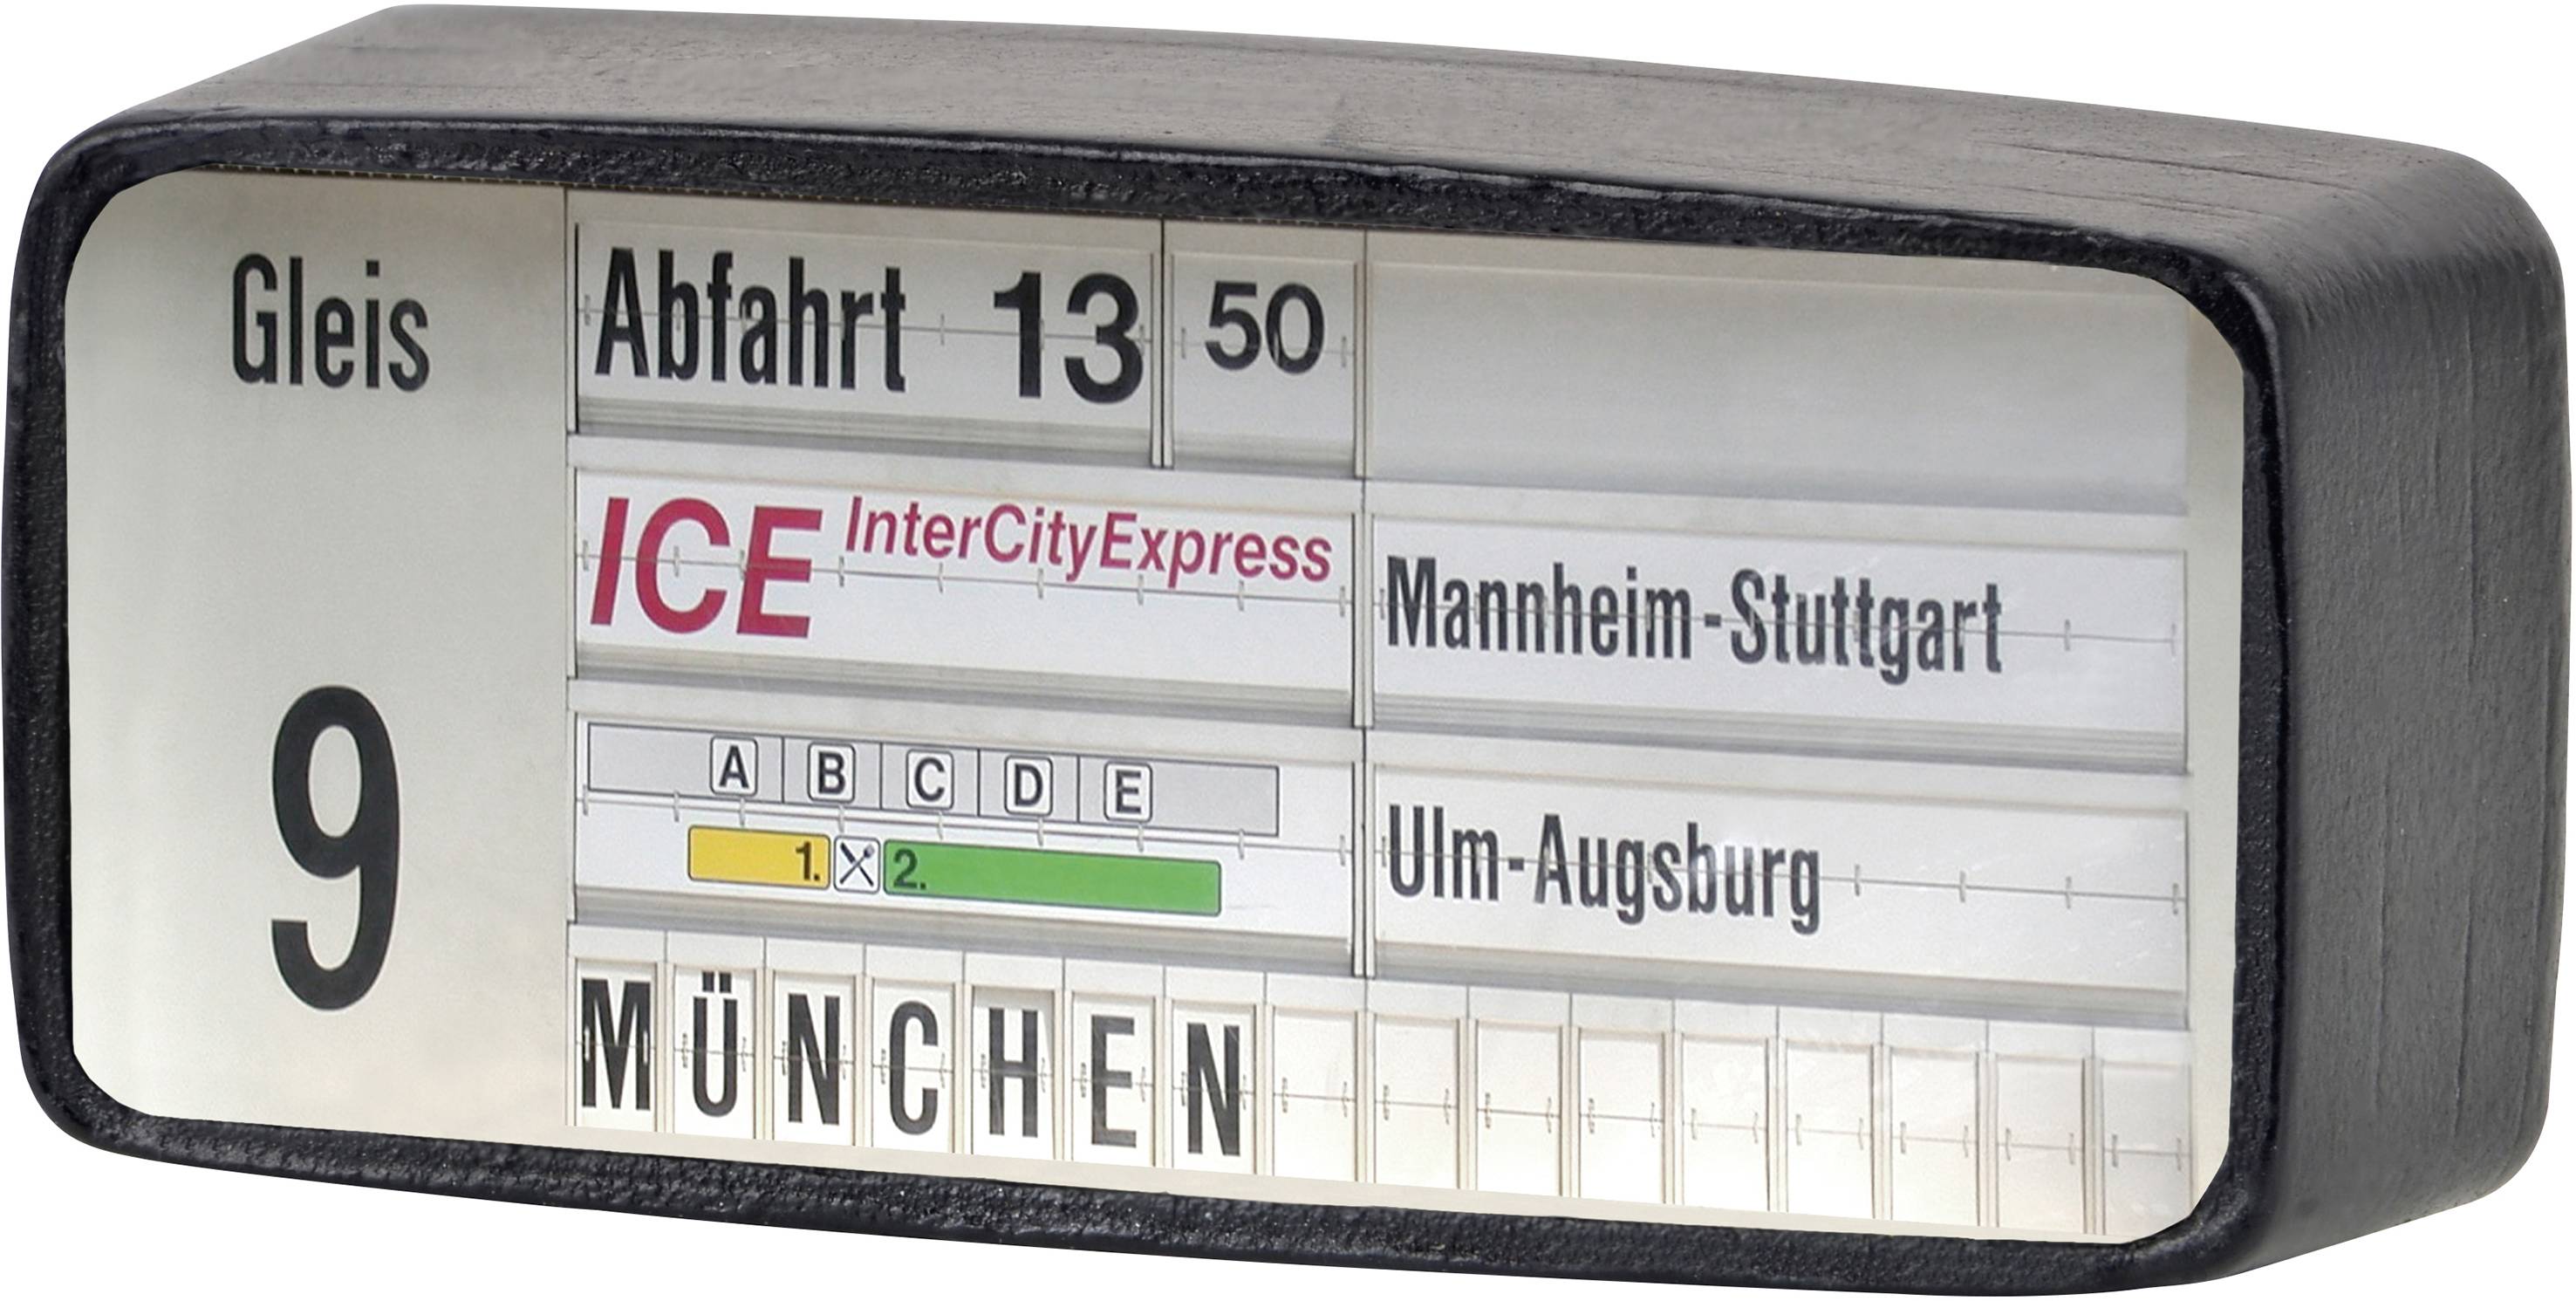 Gleis
9
Abfahrt 13 50
ICE InterCityExpress
Mannheim-Stuttgart
A B C D E
1. 2.
Ulm-Augsburg
MÜNCHEN